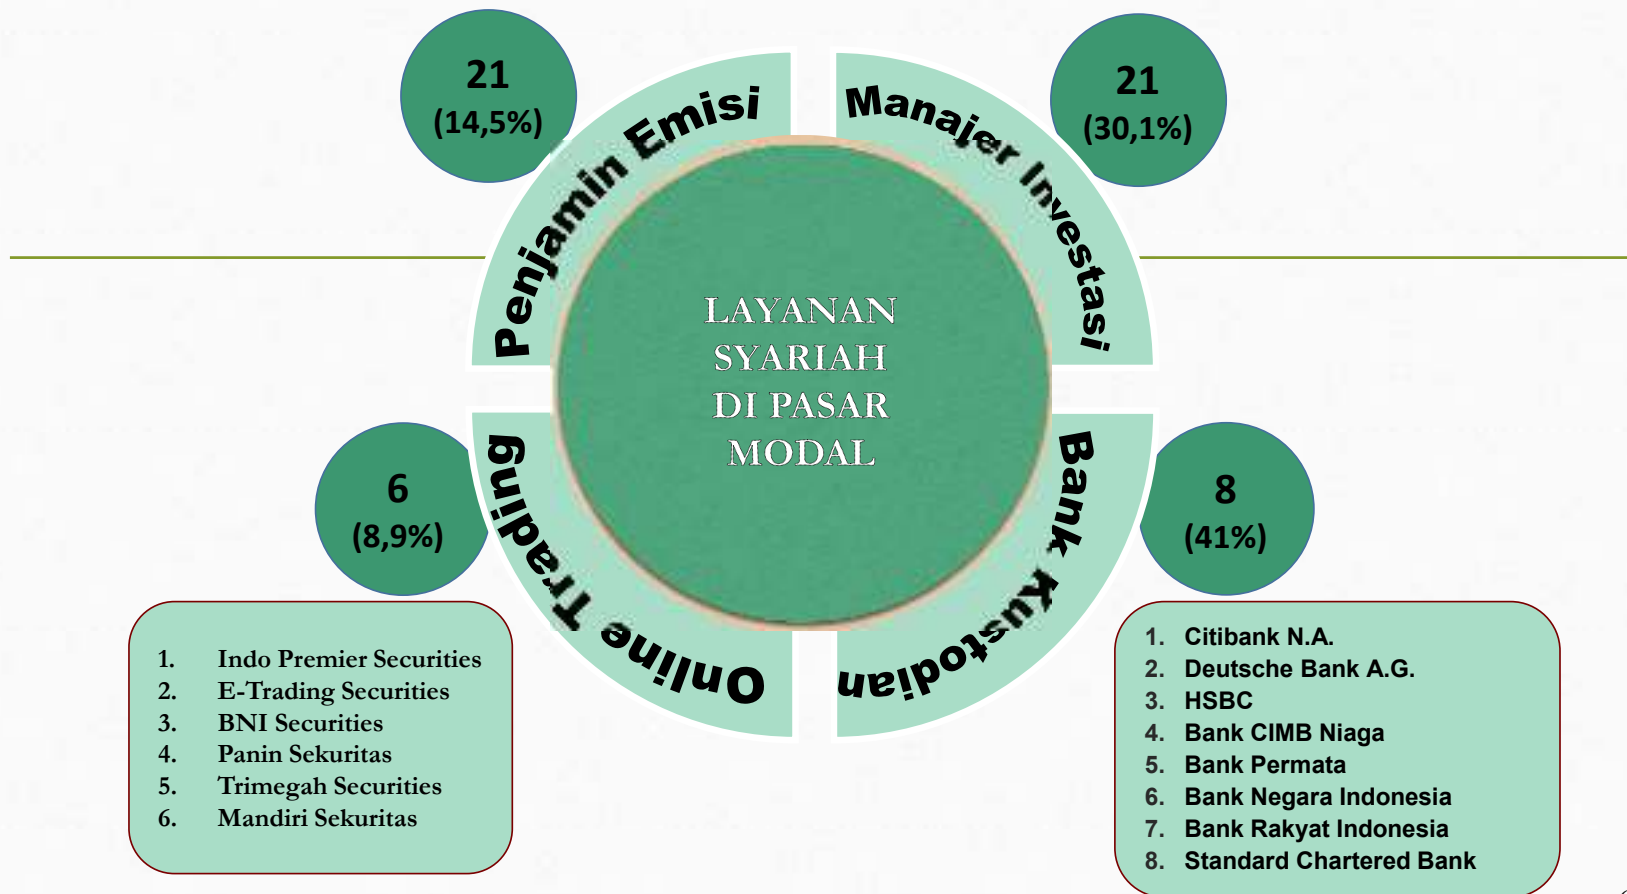 21
(14,5%)
Penjamin Emisi
21
(30,1%)
Manajer Investasi
LAYANAN
SYARIAH
DI PASAR
MODAL
6
(8,9%)
Online Trading
8
(41%)
Bank Kustodian
1. Indo Premier Securities
2. E-Trading Securities
3. BNI Securities
4. Panin Sekuritas
5. Trimegah Securities
6. Mandiri Sekuritas
1. Citibank N.A.
2. Deutsche Bank A.G.
3. HSBC
4. Bank CIMB Niaga
5. Bank Permata
6. Bank Negara Indonesia
7. Bank Rakyat Indonesia
8. Standard Chartered Bank